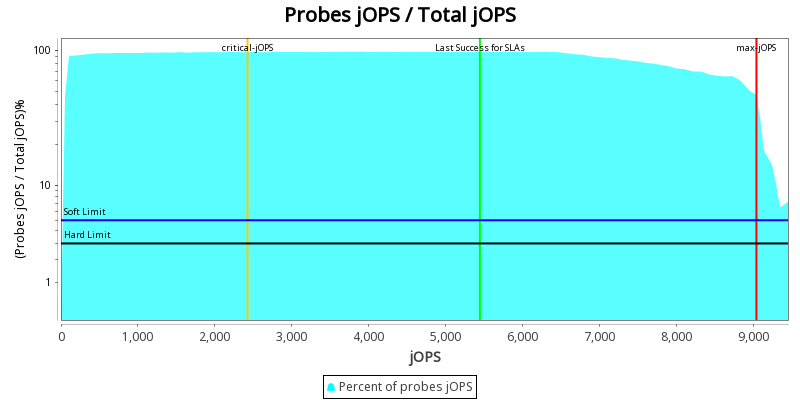 Probes jOPS / Total jOPS
(Probes jOPS / Total jOPS)%
100
10
1
critical-jOPS
Last Success for SLAs
max-jOPS
Soft Limit
Hard Limit
0 1,000 2,000 3,000 4,000 5,000 6,000 7,000 8,000 9,000
jOPS
Percent of probes jOPS